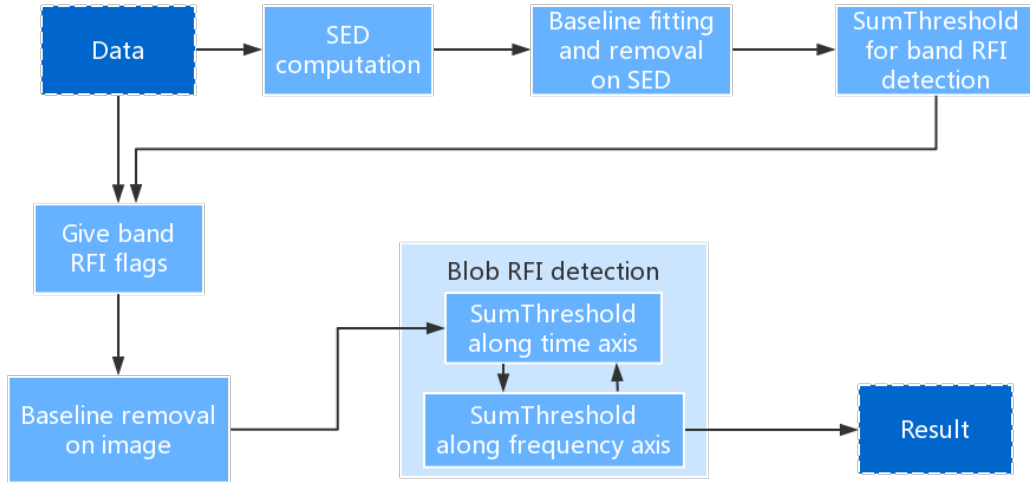 Data
SED
computation
Baseline fitting
and removal
on SED
SumThreshold
for band RFI
detection
Give band
RFI flags
Blob RFI detection
SumThreshold
along time axis
Baseline removal
on image
SumThreshold
along frequency axis
Result